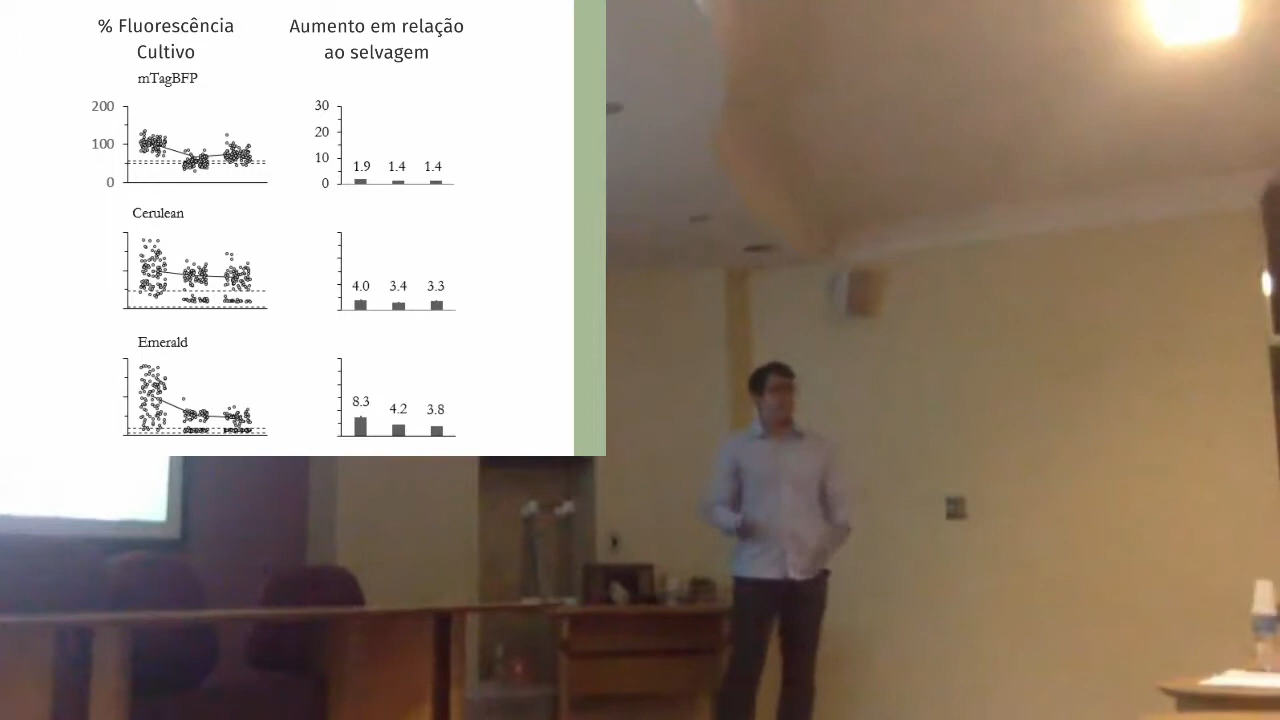 % Fluorescência
Cultivo
Aumento em relação
ao selvagem
mTagBFP
200
100
0
30
20
10
0
1.9 1.4 1.4
Cerulean
4.0 3.4 3.3
Emerald
8.3 4.2 3.8